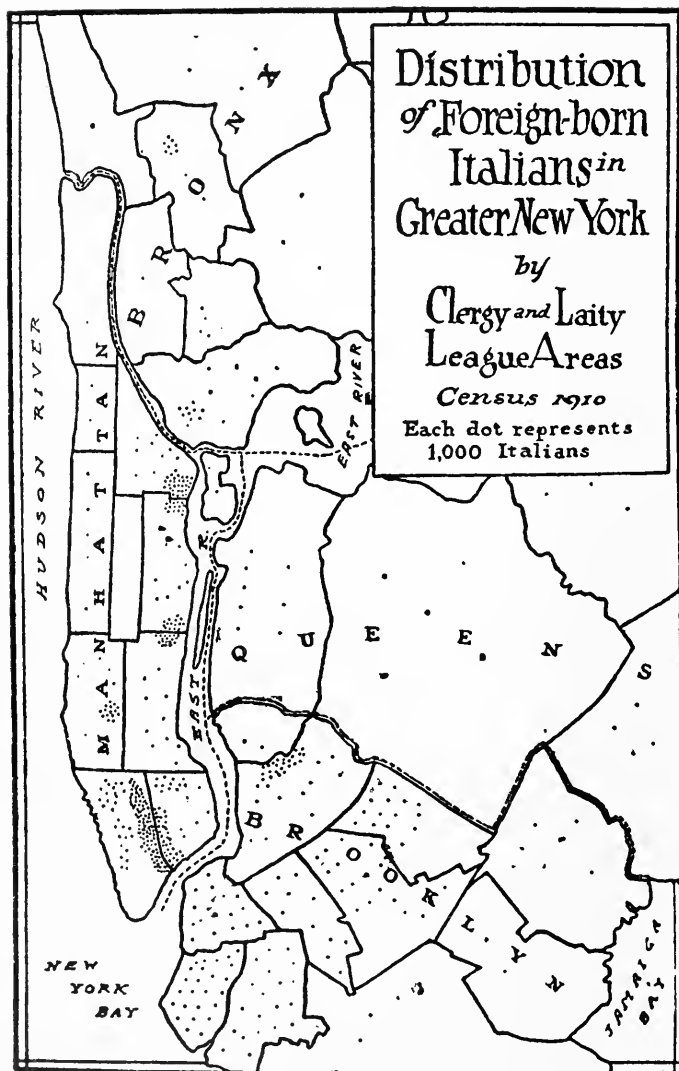 Distribution
of Foreign-born
Italians in
Greater New York
by
Clergy and Laity
League Areas
Census 1910
Each dot represents
1,000 Italians
BRONX
HUDSON RIVER
MANHATTAN
EAST RIVER
EAST R
QUEENS
BROOKLYN
NEW
YORK
BAY
JAMAICA
BAY